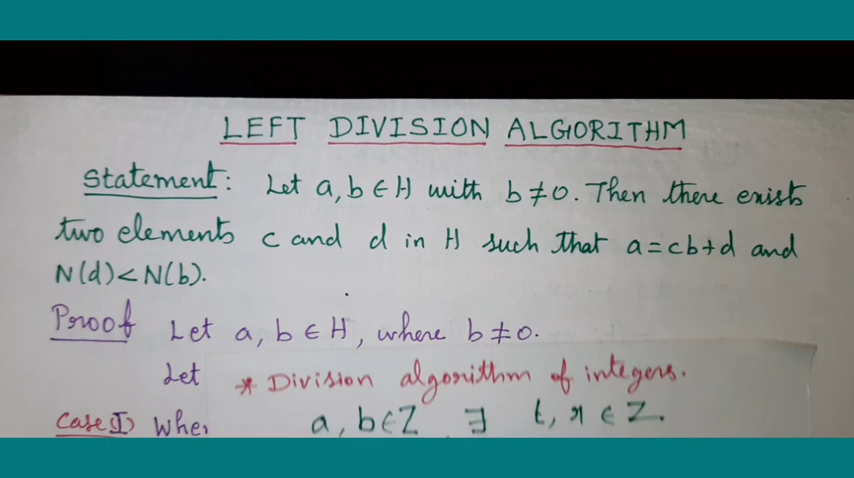 LEFT DIVISION ALGORITHM
Statement: Let a, b ∈ H with b ≠ 0. Then there exists
two elements c and d in H such that a = cb + d and
N(d) < N(b).
Proof Let a, b ∈ H, where b ≠ 0.
Let * Division algorithm of integers.
Case(I) Whe a, b ∈ Z ∃ t, r ∈ Z.